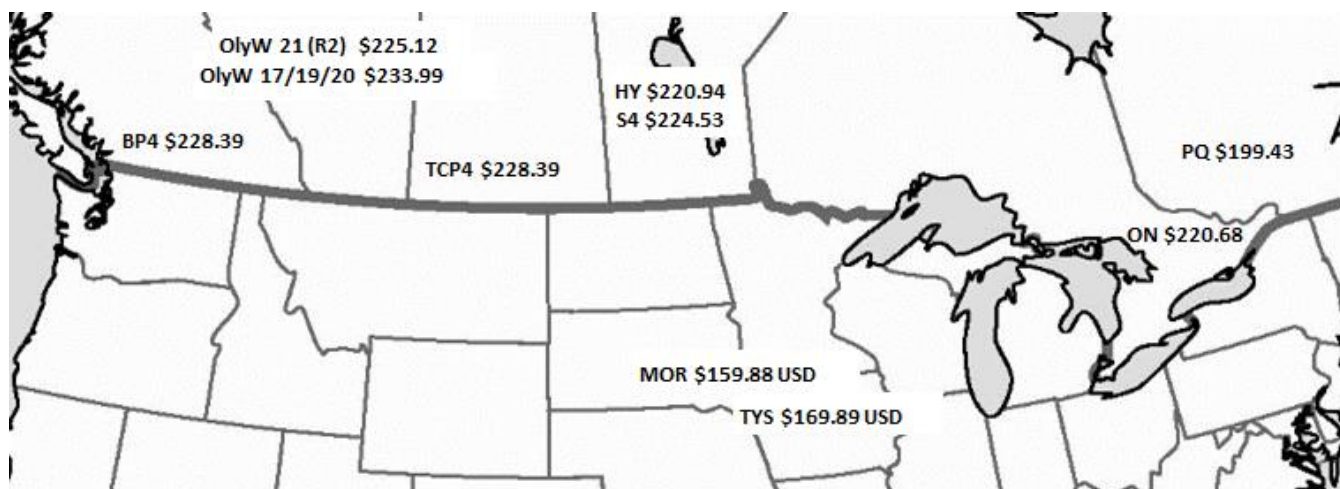 OlyW 21 (R2) $225.12
OlyW 17/19/20 $233.99
HY $220.94
S4 $224.53
BP4 $228.39
TCP4 $228.39
PQ $199.43
ON $220.68
MOR $159.88 USD
TYS $169.89 USD